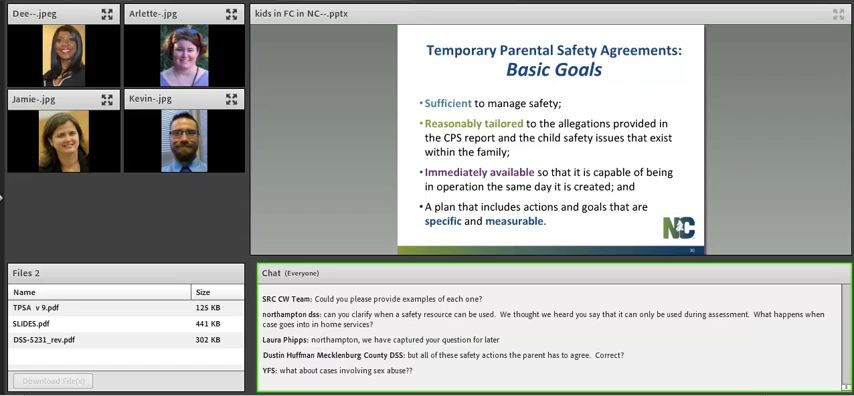 Dee--.jpeg
Arlette-.jpg
Jamie-.jpg
Kevin-.jpg
kids in FC in NC--.pptx
Temporary Parental Safety Agreements:
Basic Goals
•Sufficient to manage safety;
•Reasonably tailored to the allegations provided in
the CPS report and the child safety issues that exist
within the family;
•Immediately available so that it is capable of being
in operation the same day it is created; and
•A plan that includes actions and goals that are
specific and measurable.
NC
Files 2
Name Size
TPSA v 9.pdf 125 KB
SLIDES.pdf 441 KB
DSS-5231_rev.pdf 302 KB
Download File(s)
Chat (Everyone)
SRC CW Team: Could you please provide examples of each one?
northampton dss: can you clarify when a safety resource can be used. We thought we heard you say that it can only be used during assessment. What happens when
case goes into in home services?
Laura Phipps: northampton, we have captured your question for later
Dustin Huffman Mecklenburg County DSS: but all of these safety actions the parent has to agree. Correct?
YFS: what about cases involving sex abuse??